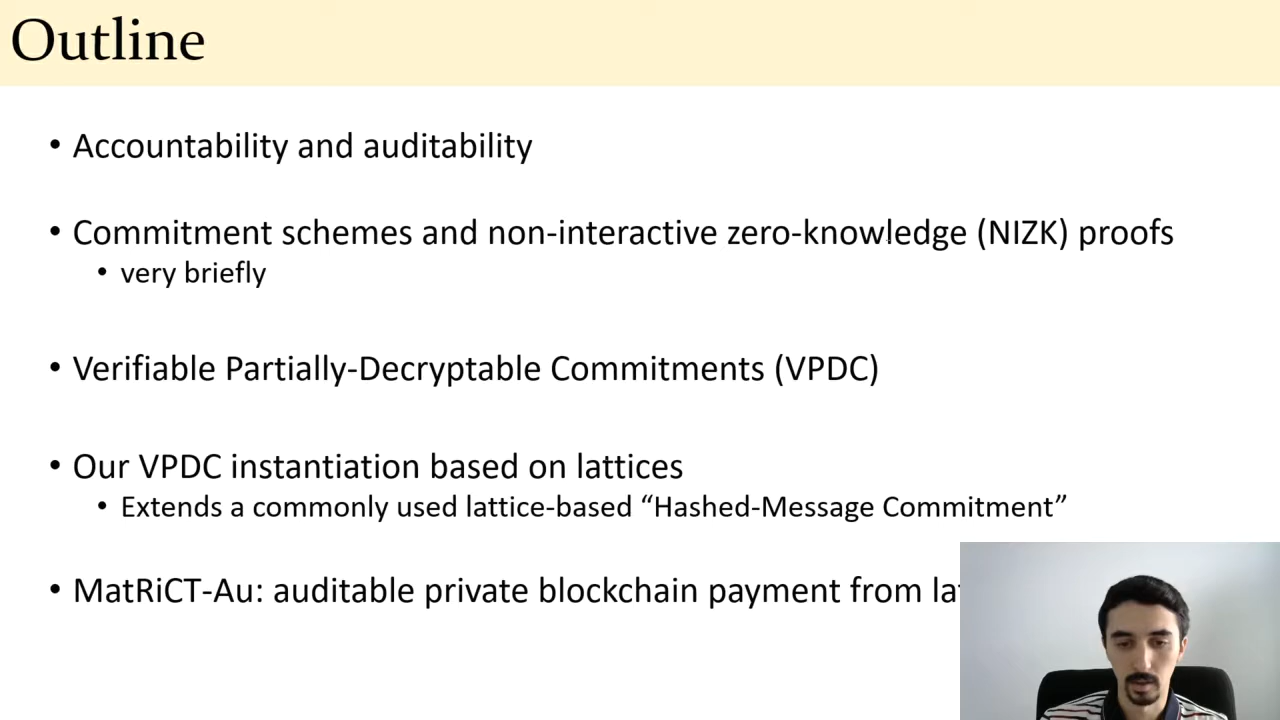 Outline
• Accountability and auditability
• Commitment schemes and non-interactive zero-knowledge (NIZK) proofs
• very briefly
• Verifiable Partially-Decryptable Commitments (VPDC)
• Our VPDC instantiation based on lattices
• Extends a commonly used lattice-based “Hashed-Message Commitment”
• MatRiCT-Au: auditable private blockchain payment from